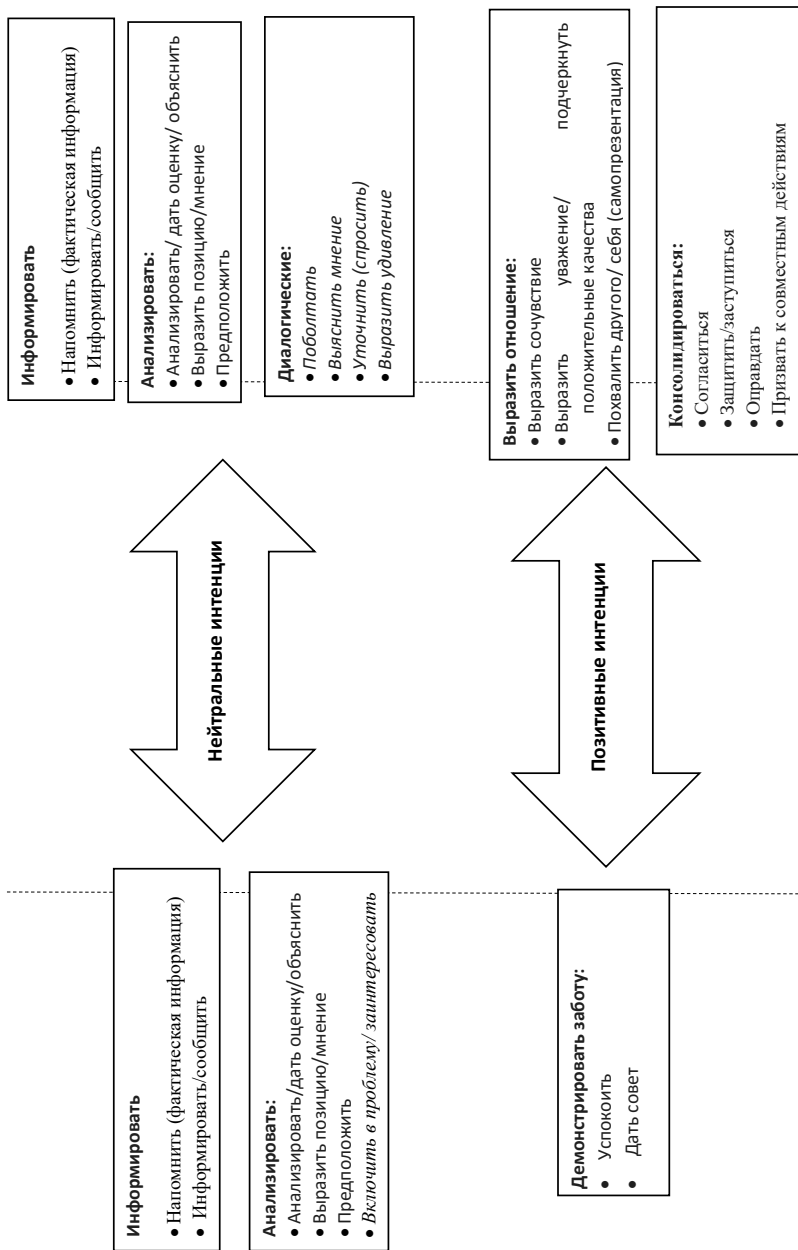 Информировать
• Напомнить (фактическая информация)
• Информировать/сообщить
Анализировать:
• Анализировать/дать оценку/объяснить
• Выразить позицию/мнение
• Предположить
• Включить в проблему/ заинтересовать
Нейтральные интенции
Информировать
• Напомнить (фактическая информация)
• Информировать/сообщить
Анализировать:
• Анализировать/ дать оценку/ объяснить
• Выразить позицию/мнение
• Предположить
Диалогические:
• Поболтать
• Выяснить мнение
• Уточнить (спросить)
• Выразить удивление
Демонстрировать заботу:
• Успокоить
• Дать совет
Позитивные интенции
Выразить отношение:
• Выразить сочувствие
• Выразить уважение/ подчеркнуть
положительные качества
• Похвалить другого/ себя (самопрезентация)
Консолидироваться:
• Согласиться
• Защитить/заступиться
• Оправдать
• Призвать к совместным действиям